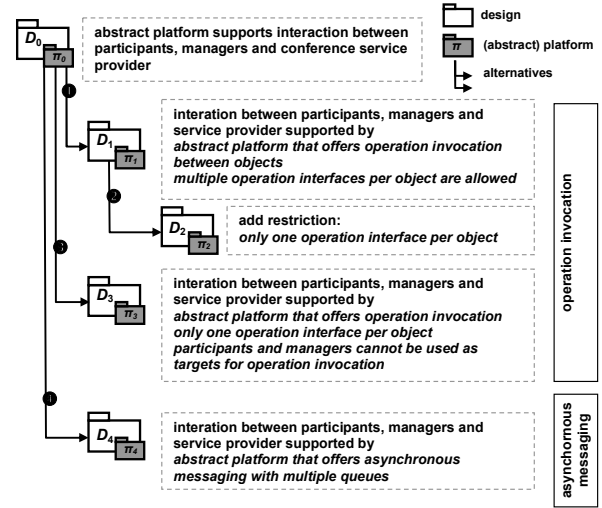 D0
π0
abstract platform supports interaction between
participants, managers and conference service
provider
design
π
(abstract) platform
alternatives
❶
D1
π1
interation between participants, managers and
service provider supported by
abstract platform that offers operation invocation
between objects
multiple operation interfaces per object are allowed
❷
D2
π2
add restriction:
only one operation interface per object
❸
D3
π3
interation between participants, managers and
service provider supported by
abstract platform that offers operation invocation
only one operation interface per object
participants and managers cannot be used as
targets for operation invocation
operation invocation
D4
π4
interation between participants, managers and
service provider supported by
abstract platform that offers asynchronous
messaging with multiple queues
asynchornous
messaging